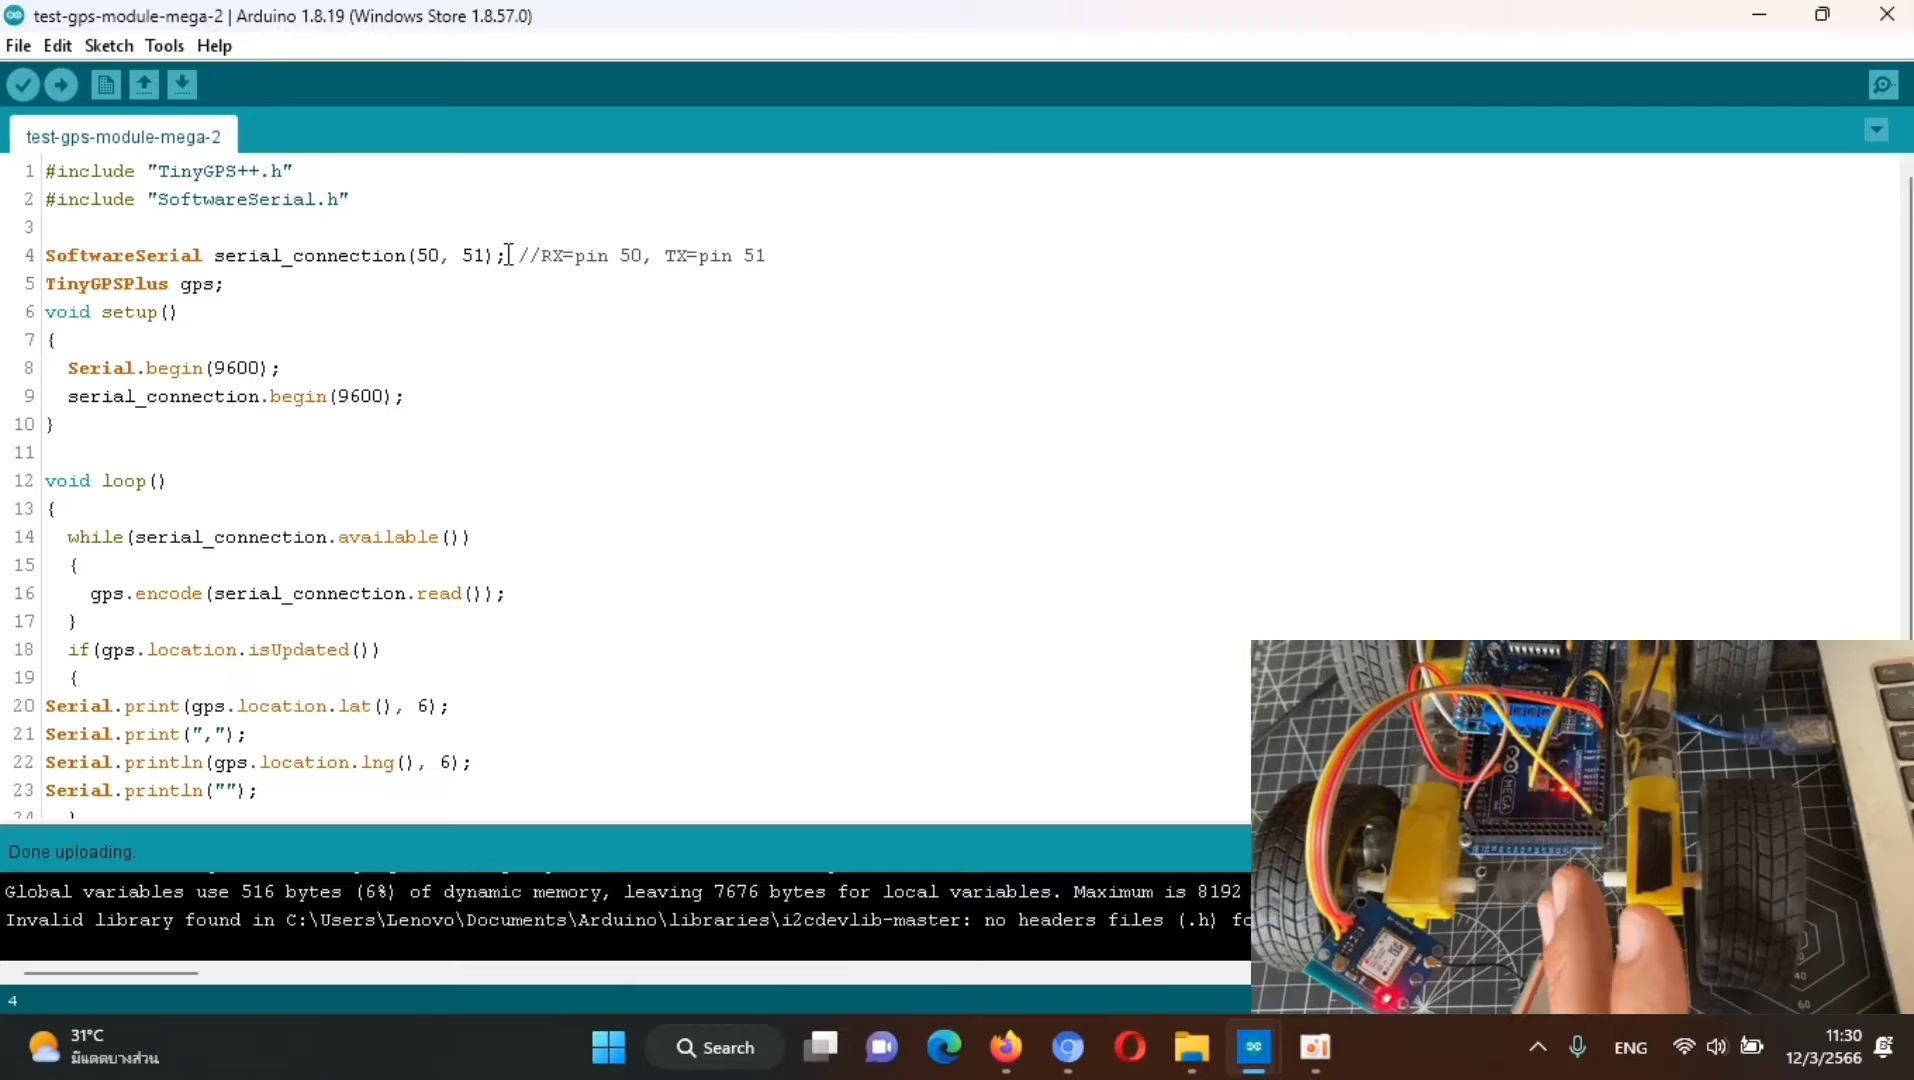 test-gps-module-mega-2 | Arduino 1.8.19 (Windows Store 1.8.57.0)
File Edit Sketch Tools Help
test-gps-module-mega-2
1 #include "TinyGPS++.h"
2 #include "SoftwareSerial.h"
3
4 SoftwareSerial serial_connection(50, 51); //RX=pin 50, TX=pin 51
5 TinyGPSPlus gps;
6 void setup()
7 {
8 Serial.begin(9600);
9 serial_connection.begin(9600);
10 }
11
12 void loop()
13 {
14 while(serial_connection.available())
15 {
16 gps.encode(serial_connection.read());
17 }
18 if(gps.location.isUpdated())
19 {
20 Serial.print(gps.location.lat(), 6);
21 Serial.print(",");
22 Serial.println(gps.location.lng(), 6);
23 Serial.println("");
24 }
Done uploading.
Global variables use 516 bytes (6%) of dynamic memory, leaving 7676 bytes for local variables. Maximum is 8192
Invalid library found in C:\Users\Lenovo\Documents\Arduino\libraries\i2cdevlib-master: no headers files (.h) fo
4
MEGA
40
60
31°C
มีแดดบางส่วน
Search
ENG
11:30
12/3/2566